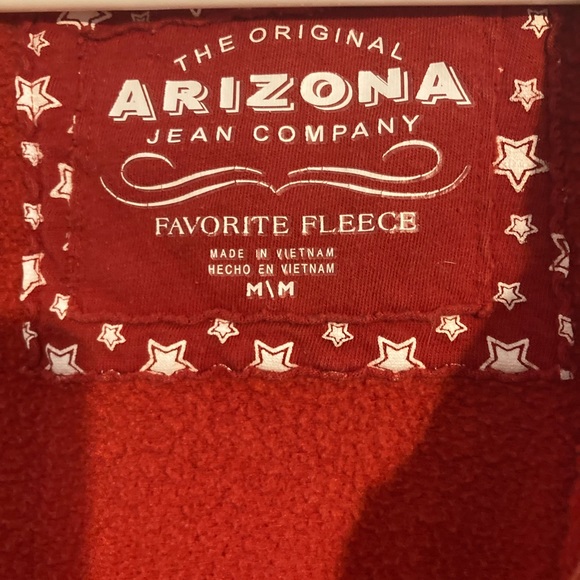 THE ORIGINAL
ARIZONA
JEAN COMPANY
FAVORITE FLEECE
MADE IN VIETNAM
HECHO EN VIETNAM
M\M